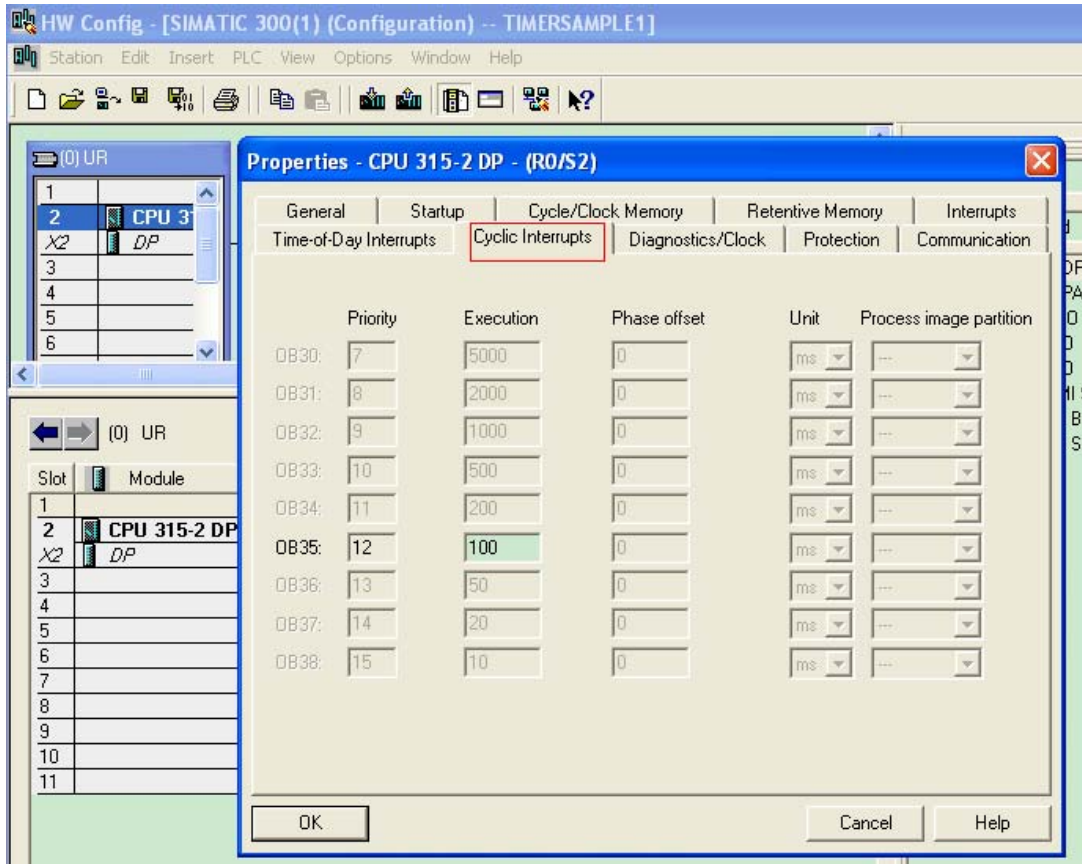 HW Config - [SIMATIC 300(1) (Configuration) -- TIMERSAMPLE1]
Station Edit Insert PLC View Options Window Help
(0) UR
1
2 CPU 31
X2 DP
3
4
5
6
(0) UR
Slot Module
1
2 CPU 315-2 DP
X2 DP
3
4
5
6
7
8
9
10
11
Properties - CPU 315-2 DP - (R0/S2)
General Startup Cycle/Clock Memory Retentive Memory Interrupts
Time-of-Day Interrupts Cyclic Interrupts Diagnostics/Clock Protection Communication
Priority Execution Phase offset Unit Process image partition
OB30: 7 5000 0 ms ---
OB31: 8 2000 0 ms ---
OB32: 9 1000 0 ms ---
OB33: 10 500 0 ms ---
OB34: 11 200 0 ms ---
OB35: 12 100 0 ms ---
OB36: 13 50 0 ms ---
OB37: 14 20 0 ms ---
OB38: 15 10 0 ms ---
OK Cancel Help